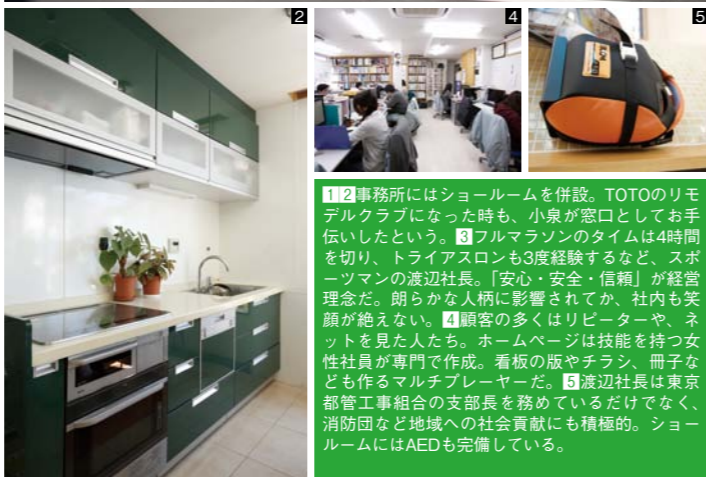 2
4
5
12事務所にはショールームを併設。TOTOのリモ
デルクラブになった時も、小泉が窓口としてお手
伝いしたという。3フルマラソンのタイムは4時間
を切り、トライアスロンも3度経験するなど、スポ
ーツマンの渡辺社長。「安心・安全・信頼」が経営
理念だ。朗らかな人柄に影響されてか、社内も笑
顔が絶えない。4顧客の多くはリピーターや、ネ
ットを見た人たち。ホームページは技能を持つ女
性社員が専門で作成。看板の版やチラシ、冊子な
ども作るマルチプレーヤーだ。5渡辺社長は東京
都管工事組合の支部長を務めているだけでなく、
消防団など地域への社会貢献にも積極的。ショー
ルームにはAEDも完備している。